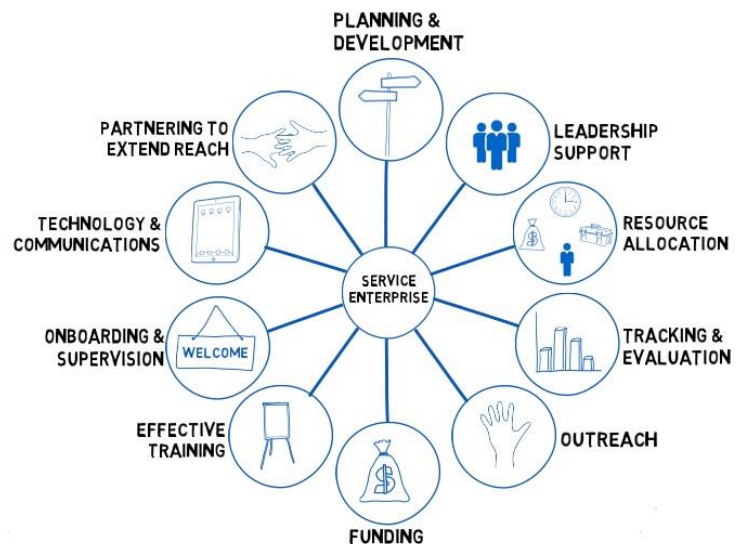 PLANNING &
DEVELOPMENT
LEADERSHIP
SUPPORT
RESOURCE
ALLOCATION
$
TRACKING &
EVALUATION
OUTREACH
$
FUNDING
EFFECTIVE
TRAINING
WELCOME
ONBOARDING &
SUPERVISION
TECHNOLOGY &
COMMUNICATIONS
PARTNERING TO
EXTEND REACH
SERVICE
ENTERPRISE